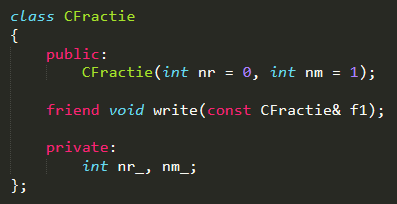 class CFractie
{
public:
CFractie(int nr = 0, int nm = 1);
friend void write(const CFractie& f1);
private:
int nr_, nm_;
};